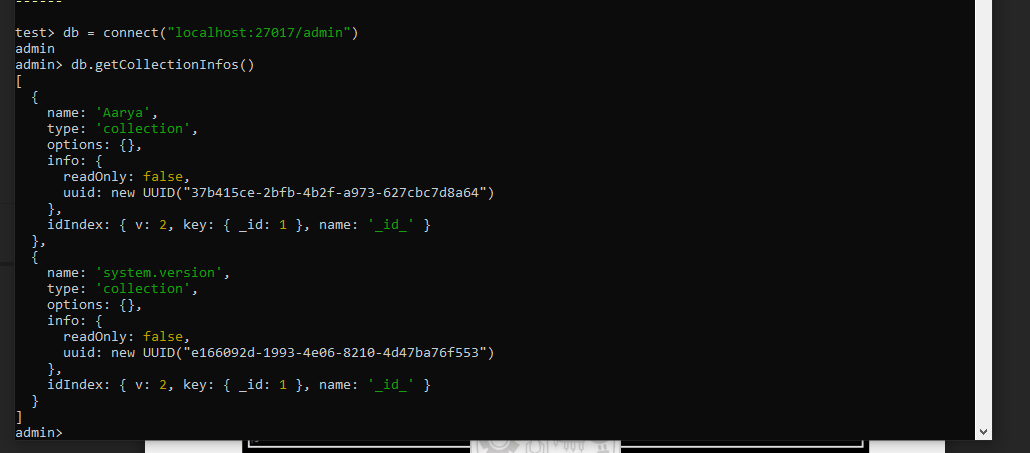 ------
test> db = connect("localhost:27017/admin")
admin
admin> db.getCollectionInfos()
[
  {
    name: 'Aarya',
    type: 'collection',
    options: {},
    info: {
      readOnly: false,
      uuid: new UUID("37b415ce-2bfb-4b2f-a973-627cbc7d8a64")
    },
    idIndex: { v: 2, key: { _id: 1 }, name: '_id_' }
  },
  {
    name: 'system.version',
    type: 'collection',
    options: {},
    info: {
      readOnly: false,
      uuid: new UUID("e166092d-1993-4e06-8210-4d47ba76f553")
    },
    idIndex: { v: 2, key: { _id: 1 }, name: '_id_' }
  }
]
admin>